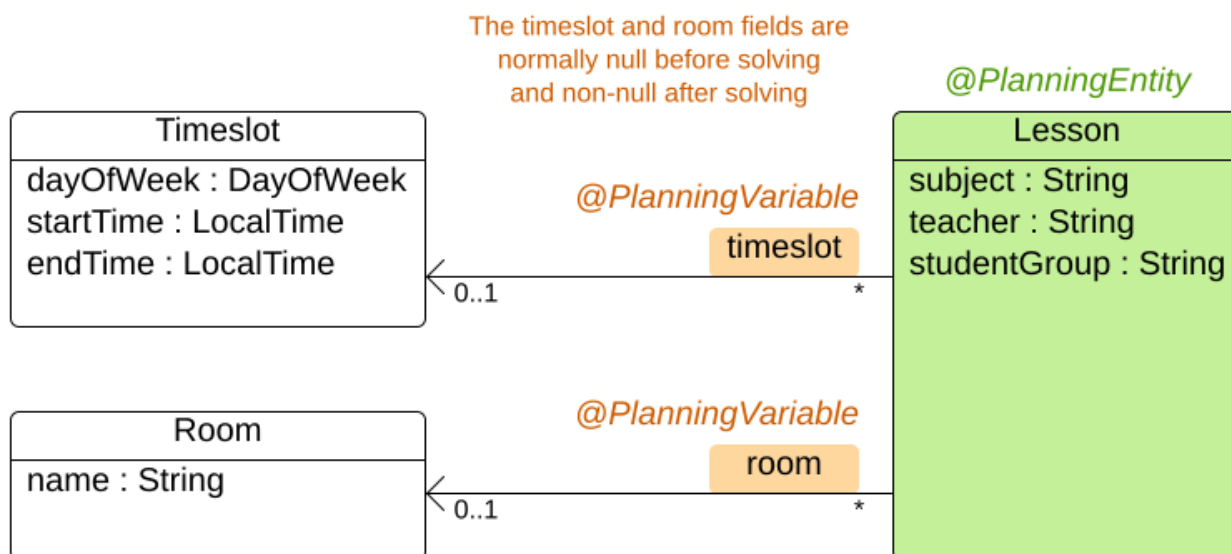 The timeslot and room fields are
normally null before solving
and non-null after solving
@PlanningEntity
Timeslot
dayOfWeek : DayOfWeek
startTime : LocalTime
endTime : LocalTime
@PlanningVariable
timeslot
0..1
*
Lesson
subject : String
teacher : String
studentGroup : String
Room
name : String
@PlanningVariable
room
0..1
*